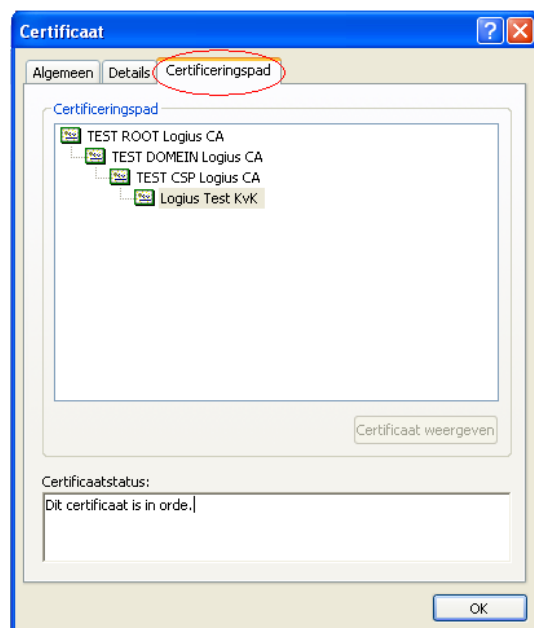 Certificaat
Algemeen Details Certificeringspad
Certificeringspad
TEST ROOT Logius CA
TEST DOMEIN Logius CA
TEST CSP Logius CA
Logius Test KvK
Certificaat weergeven
Certificaatstatus:
Dit certificaat is in orde.
OK